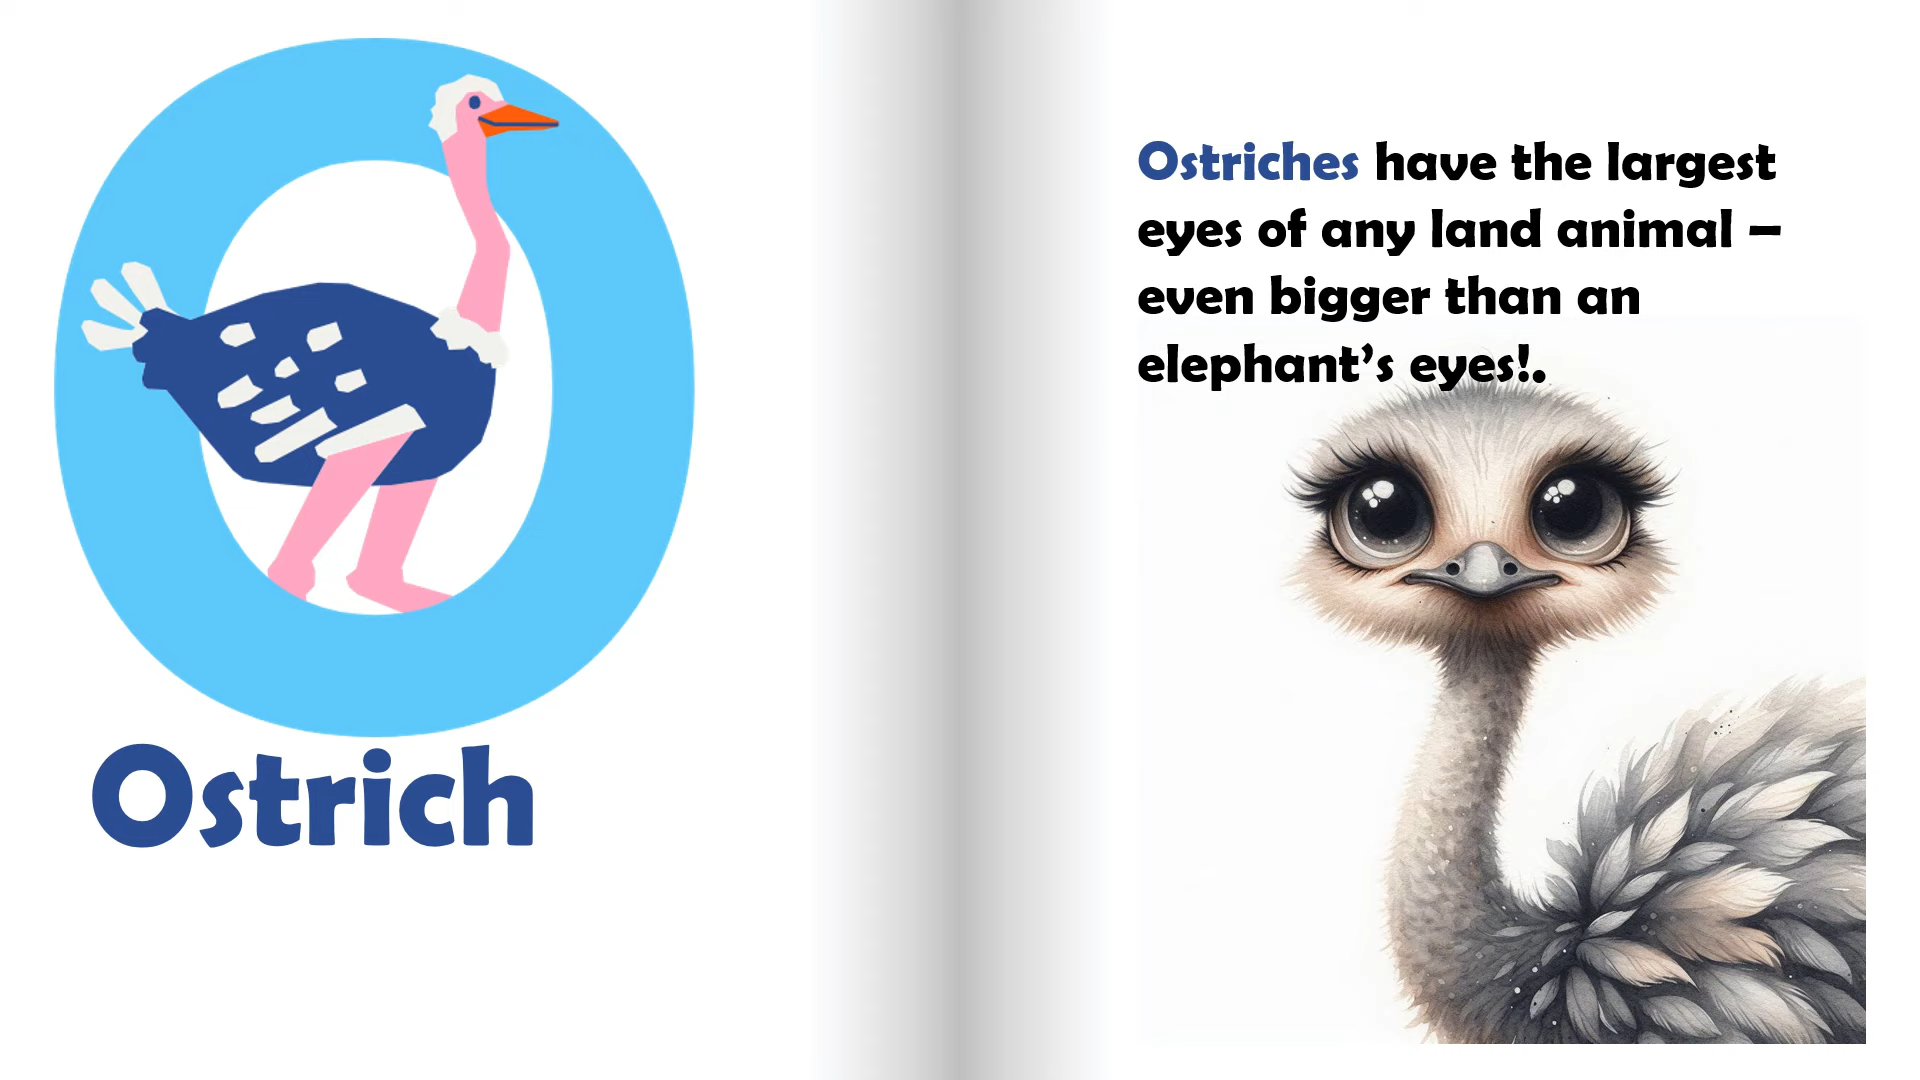 O
Ostrich
Ostriches have the largest
eyes of any land animal –
even bigger than an
elephant’s eyes!.